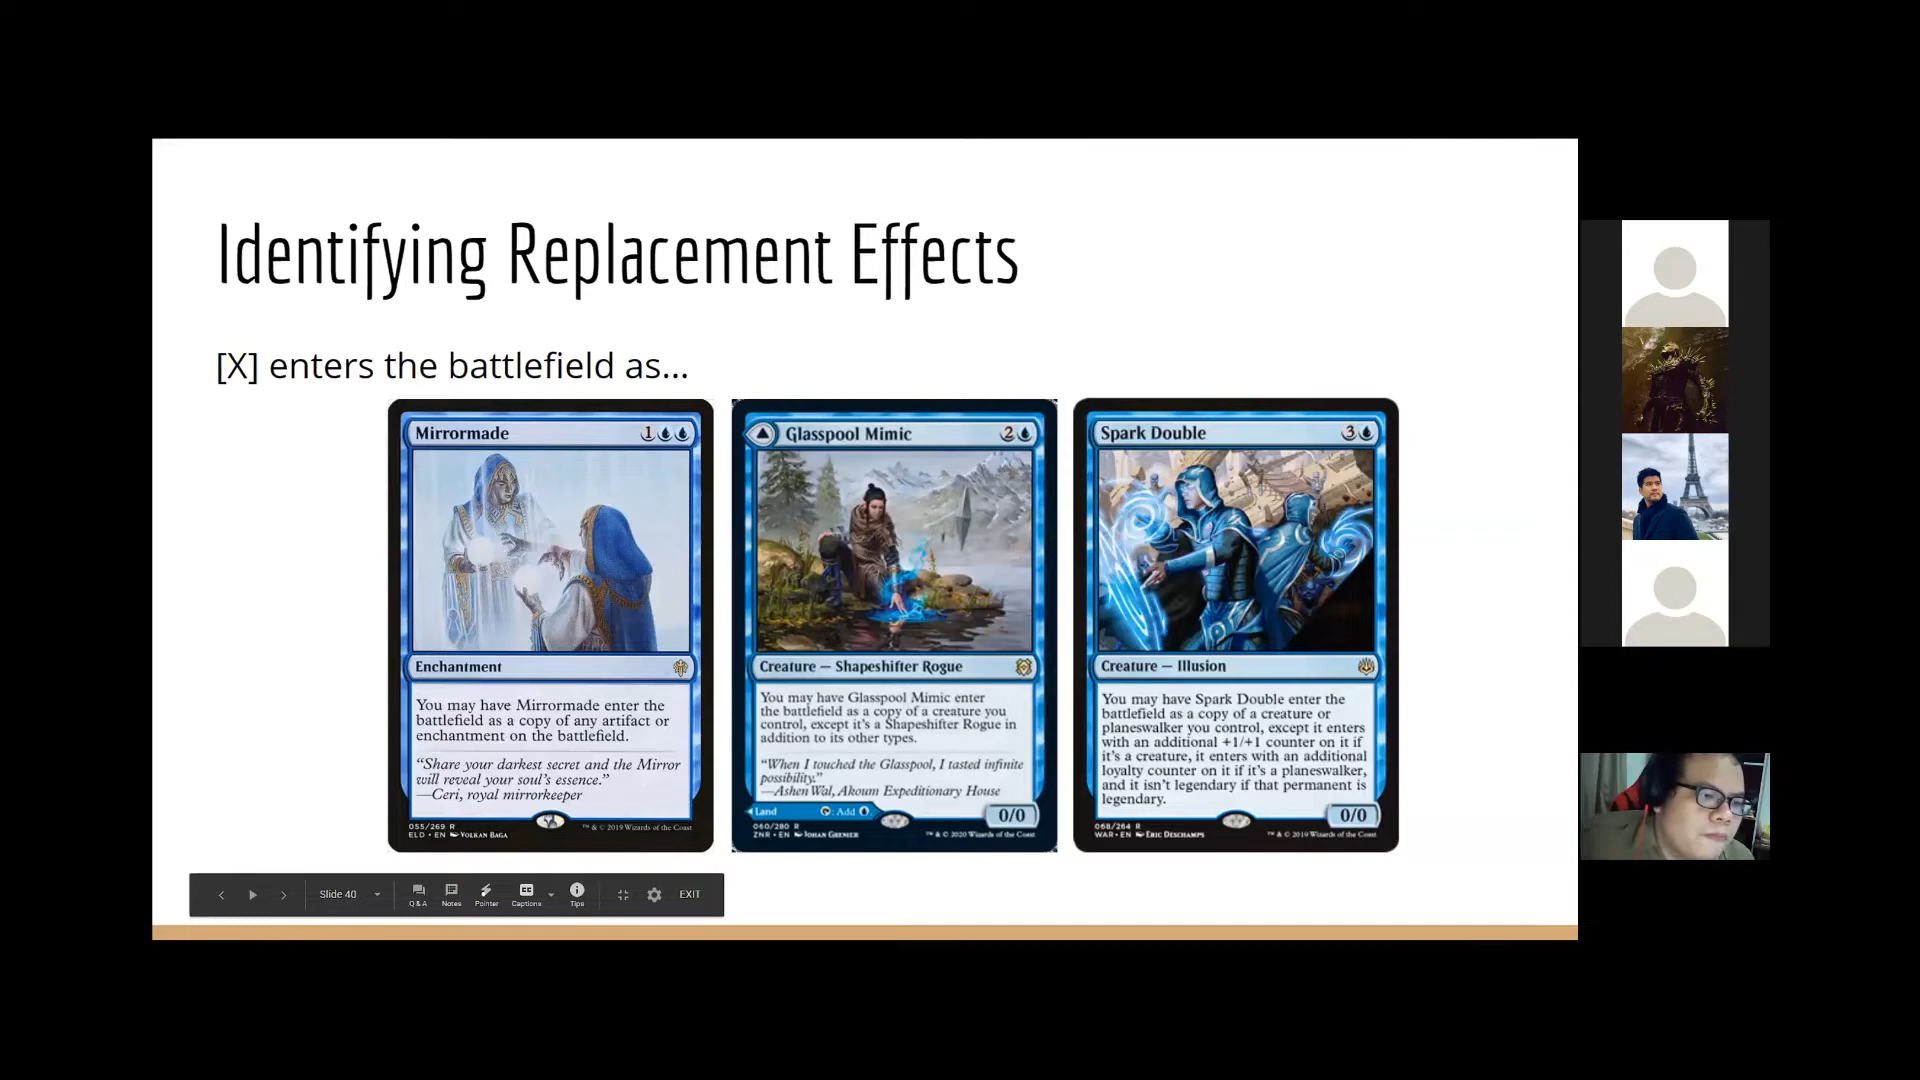 Identifying Replacement Effects
[X] enters the battlefield as...
Mirrormade 1
Enchantment
You may have Mirrormade enter the
battlefield as a copy of any artifact or
enchantment on the battlefield.
“Share your darkest secret and the Mirror
will reveal your soul’s essence.”
—Ceri, royal mirrorkeeper
055/269 R
ELD • EN VOLKAN BAGA
™ & © 2019 Wizards of the Coast
Glasspool Mimic 2
Creature — Shapeshifter Rogue
You may have Glasspool Mimic enter
the battlefield as a copy of a creature you
control, except it’s a Shapeshifter Rogue in
addition to its other types.
“When I touched the Glasspool, I tasted infinite
possibility.”
—Ashen Wal, Akoum Expeditionary House
Land : Add
0/0
060/280 R
ZNR • EN JOHAN GRENIER
™ & © 2020 Wizards of the Coast
Spark Double 3
Creature — Illusion
You may have Spark Double enter the
battlefield as a copy of a creature or
planeswalker you control, except it enters
with an additional +1/+1 counter on it if
it’s a creature, it enters with an additional
loyalty counter on it if it’s a planeswalker,
and it isn’t legendary if that permanent is
legendary.
0/0
068/264 R
WAR • EN ERIC DESCHAMPS
™ & © 2019 Wizards of the Coast
Slide 40
Q & A
Notes
Pointer
CC
Captions
Tips
EXIT